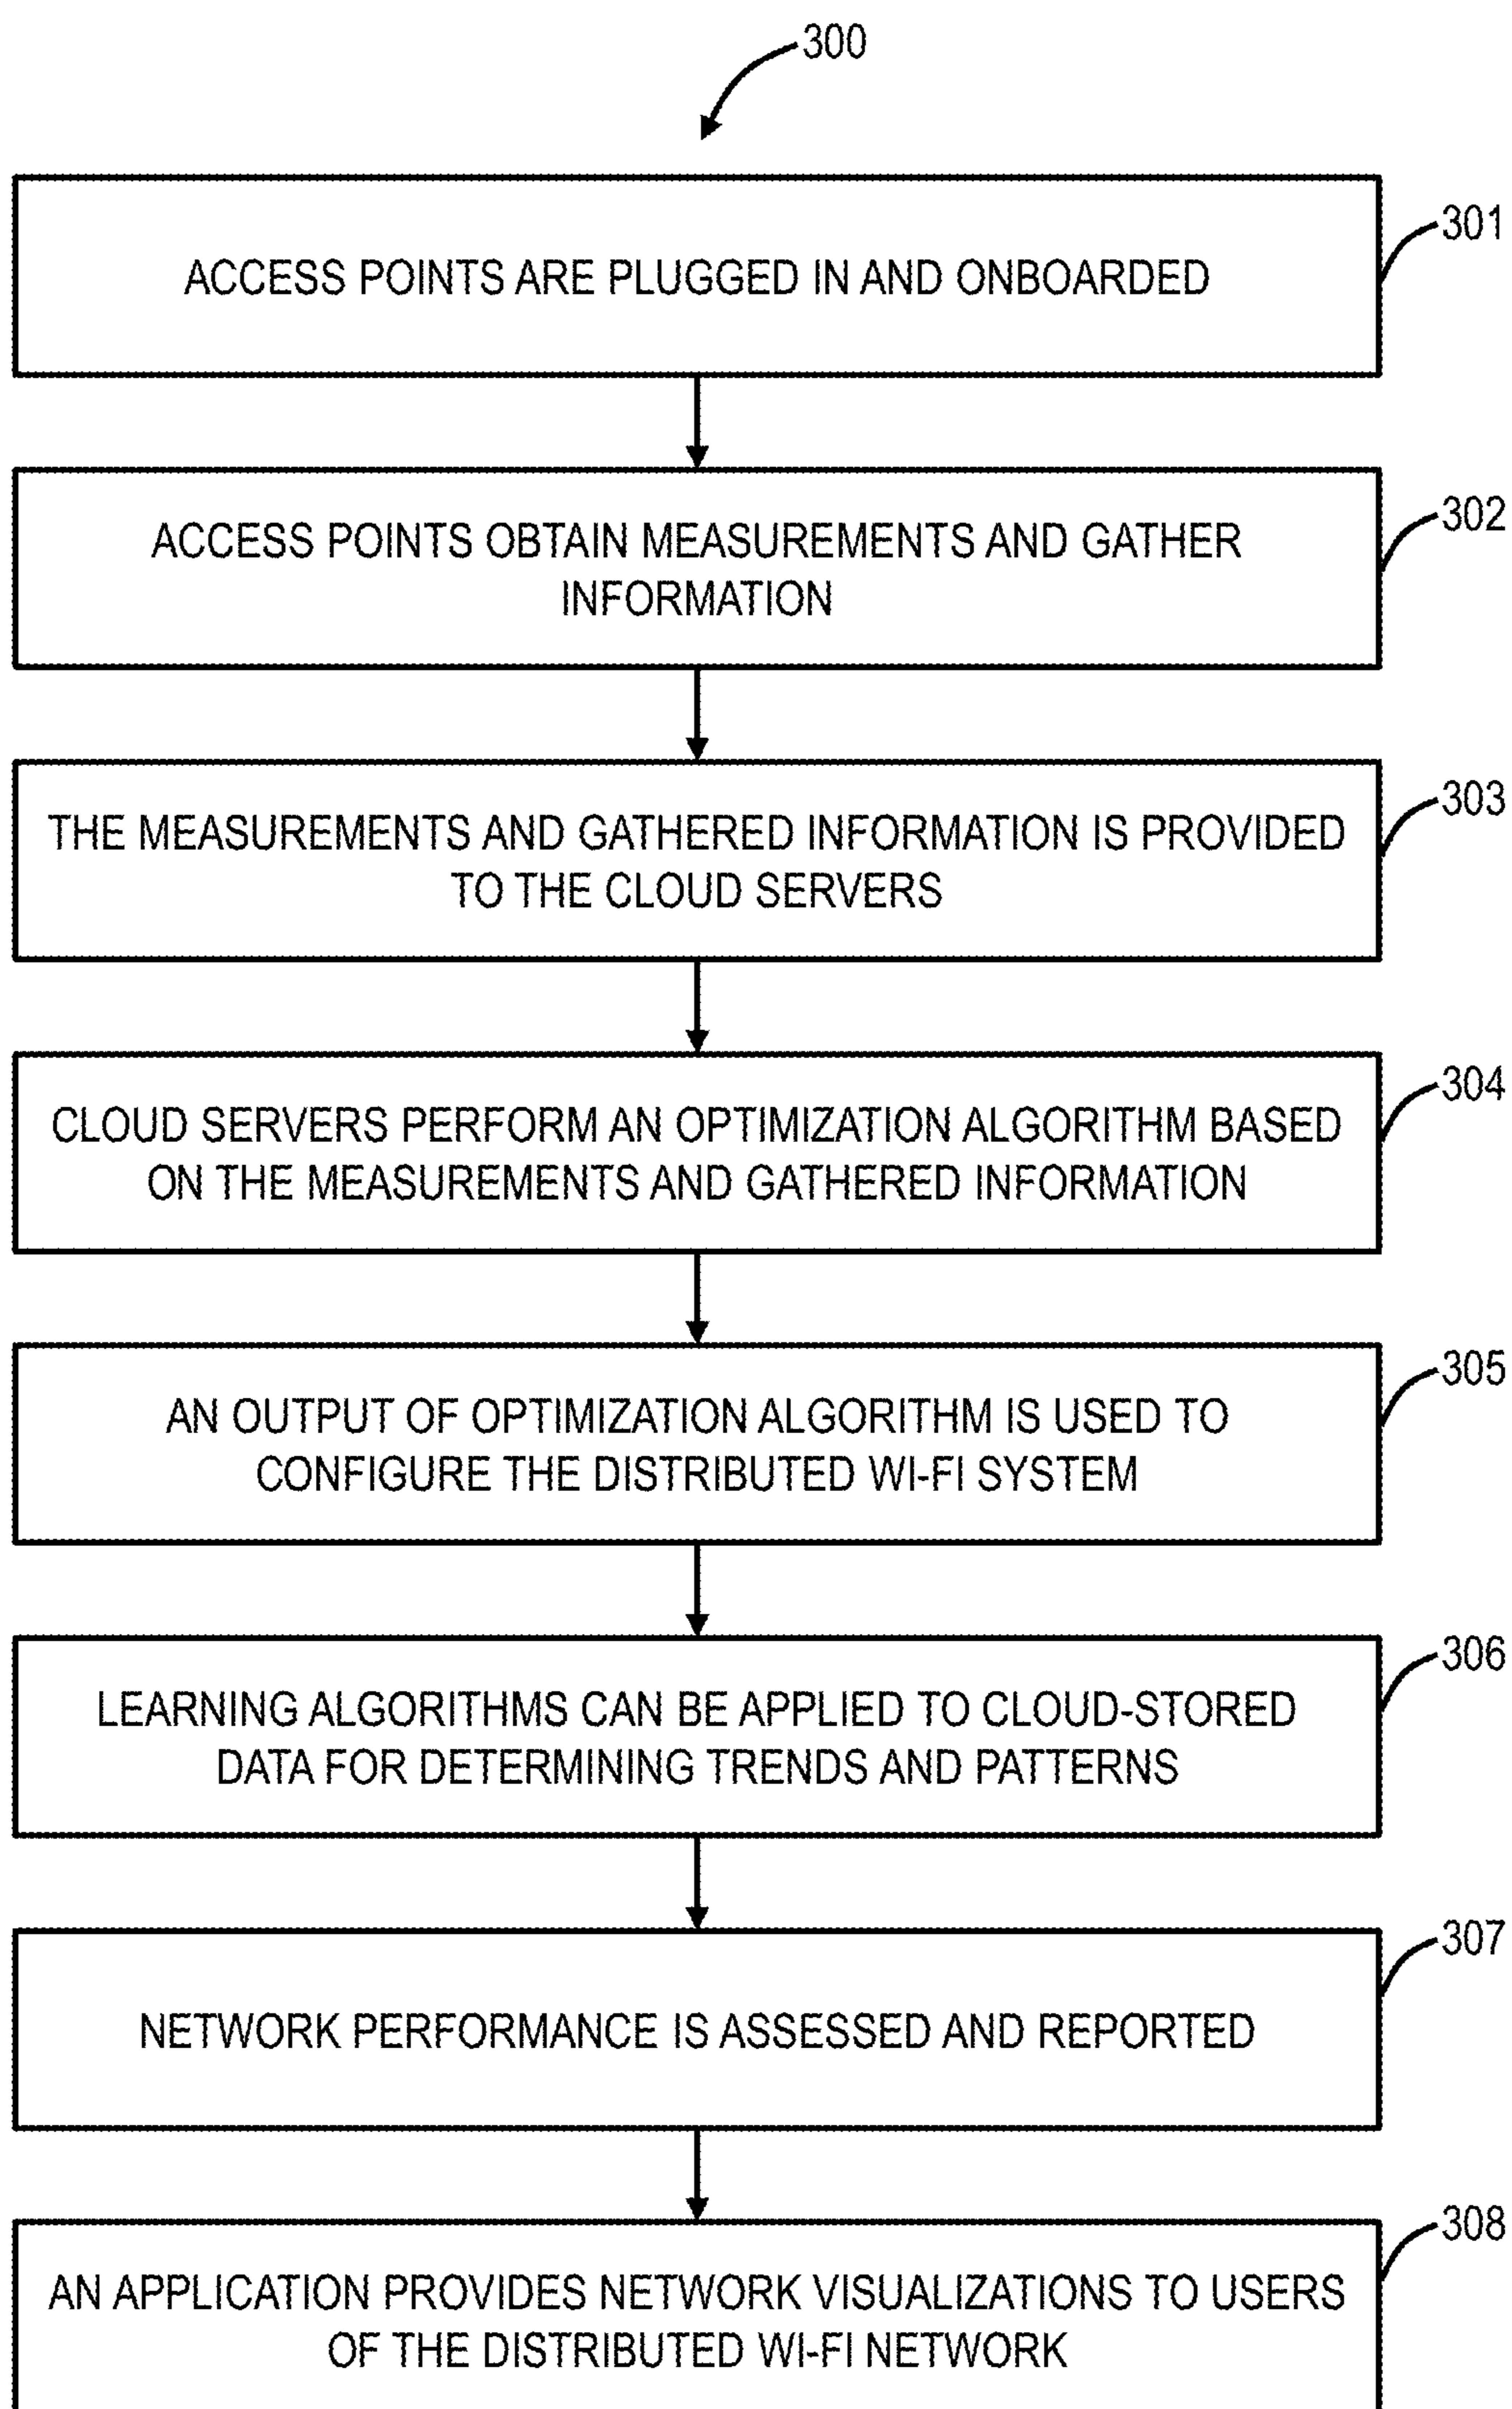 300
301
ACCESS POINTS ARE PLUGGED IN AND ONBOARDED
302
ACCESS POINTS OBTAIN MEASUREMENTS AND GATHER
INFORMATION
303
THE MEASUREMENTS AND GATHERED INFORMATION IS PROVIDED
TO THE CLOUD SERVERS
304
CLOUD SERVERS PERFORM AN OPTIMIZATION ALGORITHM BASED
ON THE MEASUREMENTS AND GATHERED INFORMATION
305
AN OUTPUT OF OPTIMIZATION ALGORITHM IS USED TO
CONFIGURE THE DISTRIBUTED WI-FI SYSTEM
306
LEARNING ALGORITHMS CAN BE APPLIED TO CLOUD-STORED
DATA FOR DETERMINING TRENDS AND PATTERNS
307
NETWORK PERFORMANCE IS ASSESSED AND REPORTED
308
AN APPLICATION PROVIDES NETWORK VISUALIZATIONS TO USERS
OF THE DISTRIBUTED WI-FI NETWORK